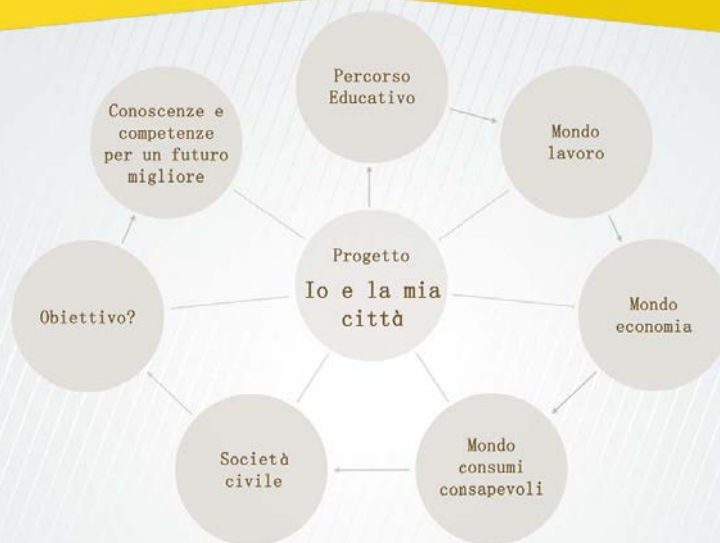 Progetto
Io e la mia
città
Percorso
Educativo
Mondo
lavoro
Mondo
economia
Mondo
consumi
consapevoli
Società
civile
Obiettivo?
Conoscenze e
competenze
per un futuro
migliore